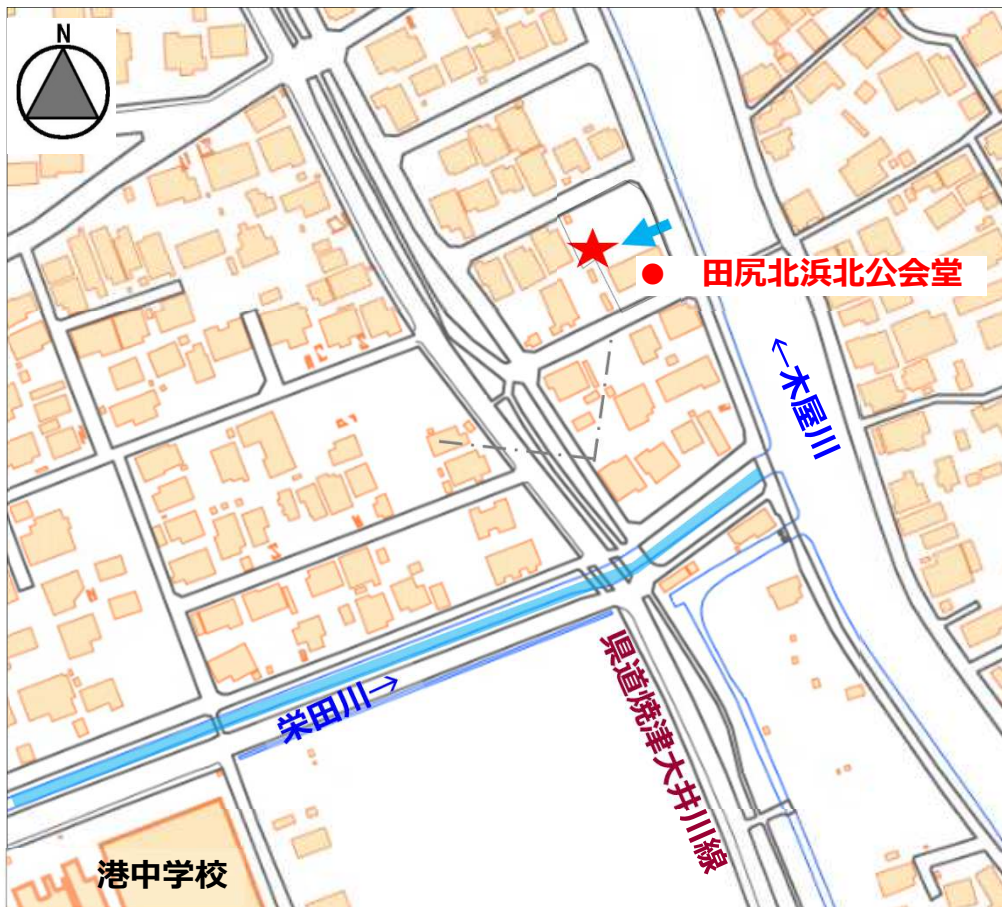 N
田尻北浜北公会堂
←木屋川
栄田川→
県道焼津大井川線
港中学校